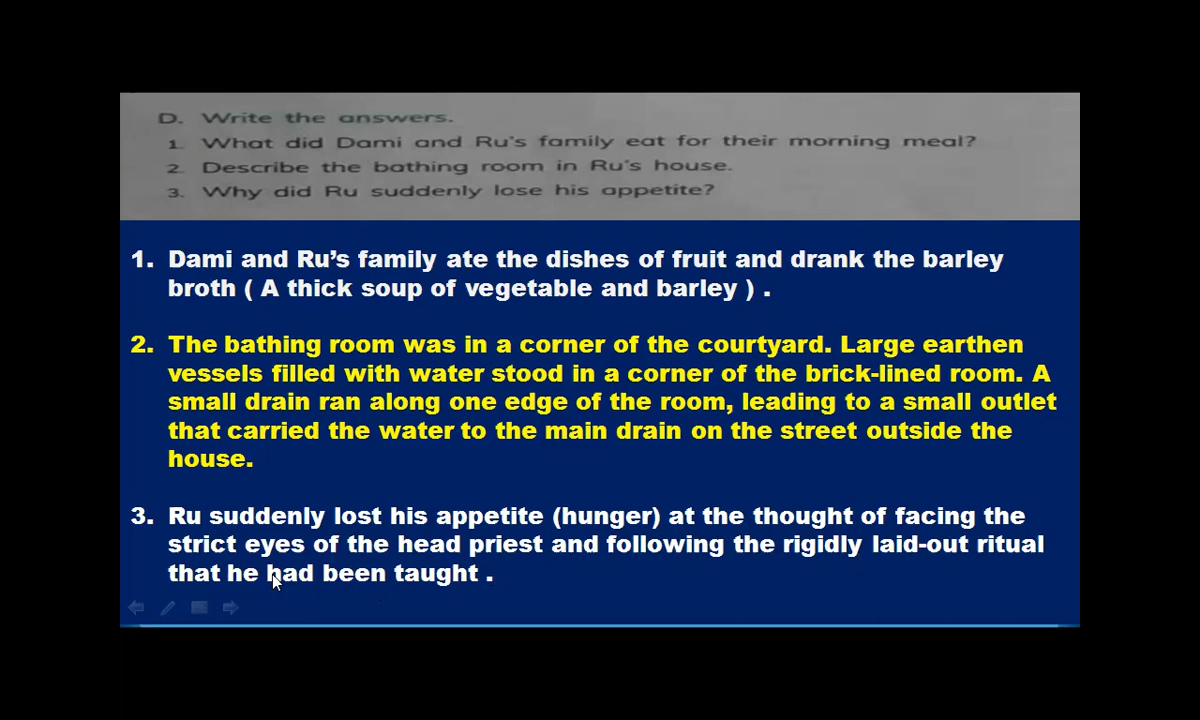 D. Write the answers.
1. What did Dami and Ru's family eat for their morning meal?
2. Describe the bathing room in Ru's house.
3. Why did Ru suddenly lose his appetite?
1. Dami and Ru's family ate the dishes of fruit and drank the barley
broth ( A thick soup of vegetable and barley ) .
2. The bathing room was in a corner of the courtyard. Large earthen
vessels filled with water stood in a corner of the brick-lined room. A
small drain ran along one edge of the room, leading to a small outlet
that carried the water to the main drain on the street outside the
house.
3. Ru suddenly lost his appetite (hunger) at the thought of facing the
strict eyes of the head priest and following the rigidly laid-out ritual
that he had been taught .